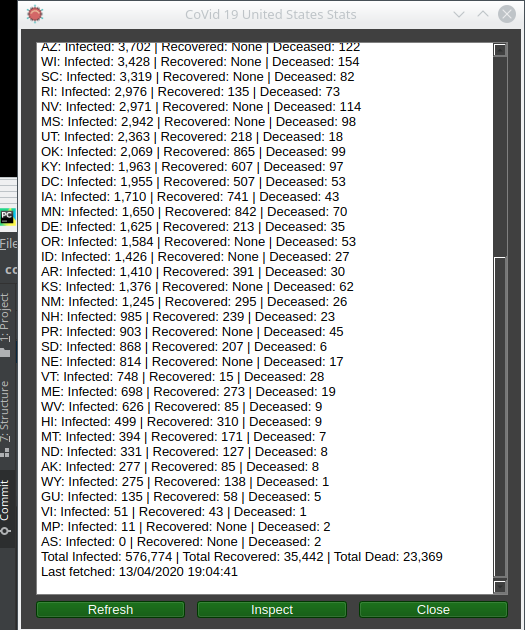 CoVid 19 United States Stats
AZ: Infected: 3,702 | Recovered: None | Deceased: 122
WI: Infected: 3,428 | Recovered: None | Deceased: 154
SC: Infected: 3,319 | Recovered: None | Deceased: 82
RI: Infected: 2,976 | Recovered: 135 | Deceased: 73
NV: Infected: 2,971 | Recovered: None | Deceased: 114
MS: Infected: 2,942 | Recovered: None | Deceased: 98
UT: Infected: 2,363 | Recovered: 218 | Deceased: 18
OK: Infected: 2,069 | Recovered: 865 | Deceased: 99
KY: Infected: 1,963 | Recovered: 607 | Deceased: 97
DC: Infected: 1,955 | Recovered: 507 | Deceased: 53
IA: Infected: 1,710 | Recovered: 741 | Deceased: 43
MN: Infected: 1,650 | Recovered: 842 | Deceased: 70
DE: Infected: 1,625 | Recovered: 213 | Deceased: 35
OR: Infected: 1,584 | Recovered: None | Deceased: 53
ID: Infected: 1,426 | Recovered: None | Deceased: 27
AR: Infected: 1,410 | Recovered: 391 | Deceased: 30
KS: Infected: 1,376 | Recovered: None | Deceased: 62
NM: Infected: 1,245 | Recovered: 295 | Deceased: 26
NH: Infected: 985 | Recovered: 239 | Deceased: 23
PR: Infected: 903 | Recovered: None | Deceased: 45
SD: Infected: 868 | Recovered: 207 | Deceased: 6
NE: Infected: 814 | Recovered: None | Deceased: 17
VT: Infected: 748 | Recovered: 15 | Deceased: 28
ME: Infected: 698 | Recovered: 273 | Deceased: 19
WV: Infected: 626 | Recovered: 85 | Deceased: 9
HI: Infected: 499 | Recovered: 310 | Deceased: 9
MT: Infected: 394 | Recovered: 171 | Deceased: 7
ND: Infected: 331 | Recovered: 127 | Deceased: 8
AK: Infected: 277 | Recovered: 85 | Deceased: 8
WY: Infected: 275 | Recovered: 138 | Deceased: 1
GU: Infected: 135 | Recovered: 58 | Deceased: 5
VI: Infected: 51 | Recovered: 43 | Deceased: 1
MP: Infected: 11 | Recovered: None | Deceased: 2
AS: Infected: 0 | Recovered: None | Deceased: 2
Total Infected: 576,774 | Total Recovered: 35,442 | Total Dead: 23,369
Last fetched: 13/04/2020 19:04:41
Refresh
Inspect
Close
PC
File
co
1: Project
7: Structure
Commit